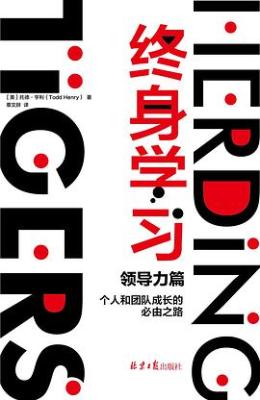 [美]托德·亨利(Todd Henry) 著
蔡文胖 译
HERDING
TIGERS
终身学习
领导力篇
个人和团队成长的
必由之路
北京日报出版社